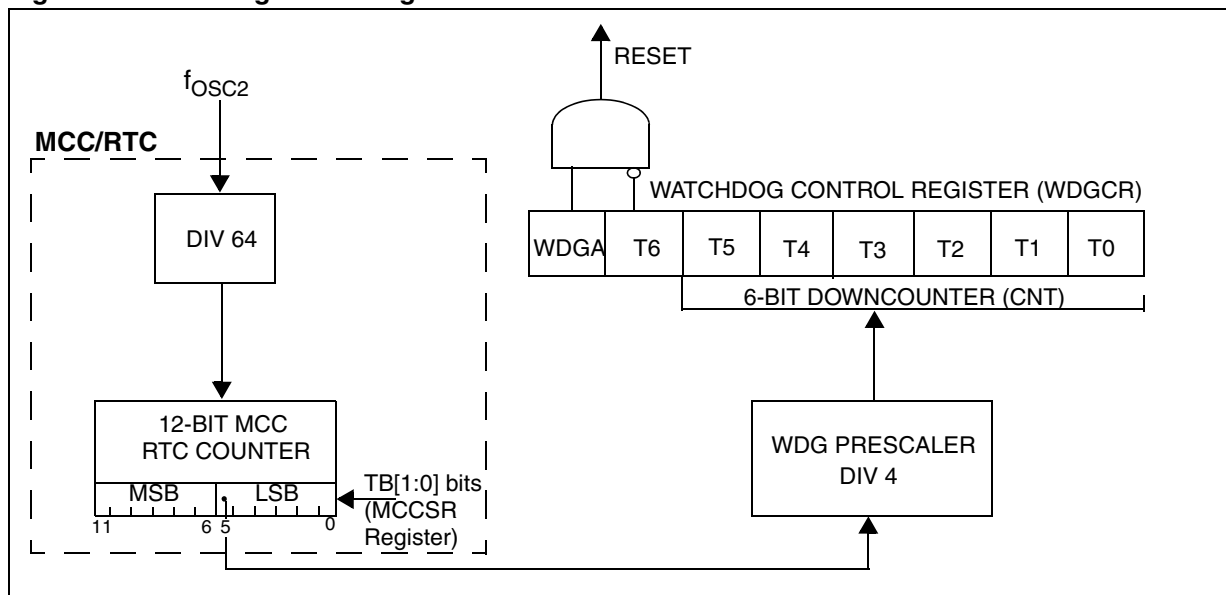 RESET
fOSC2
MCC/RTC
DIV 64
WATCHDOG CONTROL REGISTER (WDGCR)
WDGA T6 T5 T4 T3 T2 T1 T0
6-BIT DOWNCOUNTER (CNT)
12-BIT MCC
RTC COUNTER
MSB LSB
11 6 5 0
TB[1:0] bits
(MCCSR
Register)
WDG PRESCALER
DIV 4